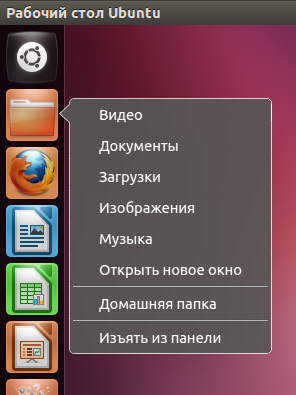 Рабочий стол Ubuntu
Видео
Документы
Загрузки
Изображения
Музыка
Открыть новое окно
Домашняя папка
Изъять из панели